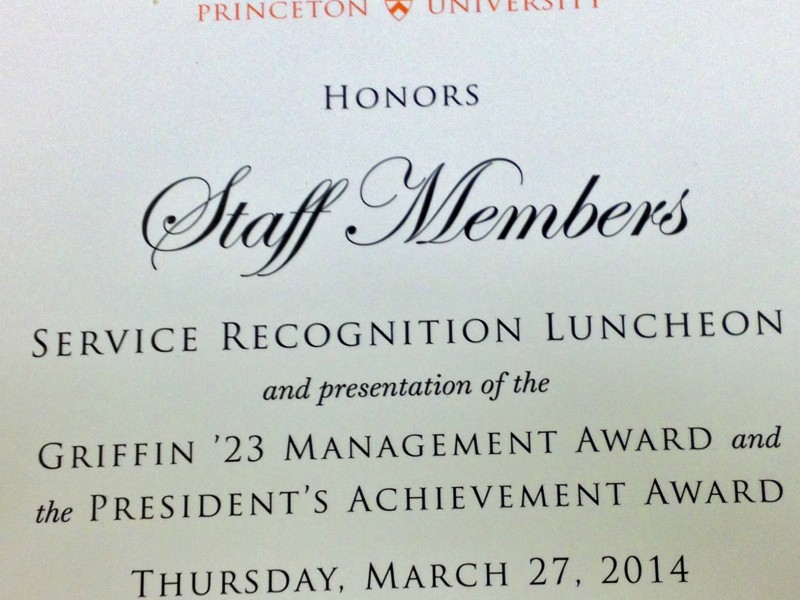 PRINCETON UNIVERSITY
HONORS
Staff Members
SERVICE RECOGNITION LUNCHEON
and presentation of the
GRIFFIN ’23 MANAGEMENT AWARD and
the PRESIDENT’S ACHIEVEMENT AWARD
THURSDAY, MARCH 27, 2014